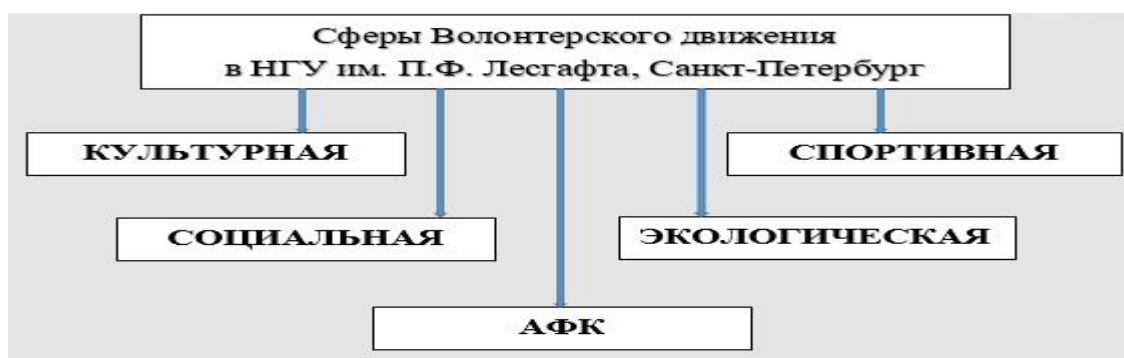 Сферы Волонтерского движения
в НГУ им. П.Ф. Лесгафта, Санкт-Петербург
КУЛЬТУРНАЯ
СПОРТИВНАЯ
СОЦИАЛЬНАЯ
ЭКОЛОГИЧЕСКАЯ
АФК